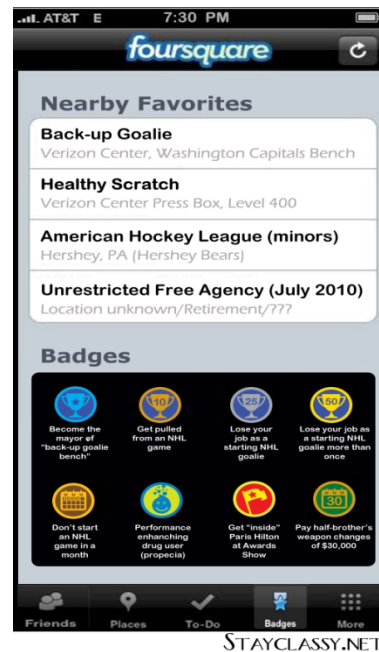 AT&T E 7:30 PM
foursquare
Nearby Favorites
Back-up Goalie
Verizon Center, Washington Capitals Bench
Healthy Scratch
Verizon Center Press Box, Level 400
American Hockey League (minors)
Hershey, PA (Hershey Bears)
Unrestricted Free Agency (July 2010)
Location unknown/Retirement/???
Badges
10
25
50
Become the
mayor of
"back-up goalie
bench"
Get pulled
from an NHL
game
Lose your
job as a
starting NHL
goalie
Lose your job as
a starting NHL
goalie more than
once
30
Don't start
an NHL
game in a
month
Performance
enhanching
drug user
(propecia)
Get "inside"
Paris Hilton
at Awards
Show
Pay half-brother's
weapon changes
of $30,000
Friends Places To-Do Badges More
STAYCLASSY.NET